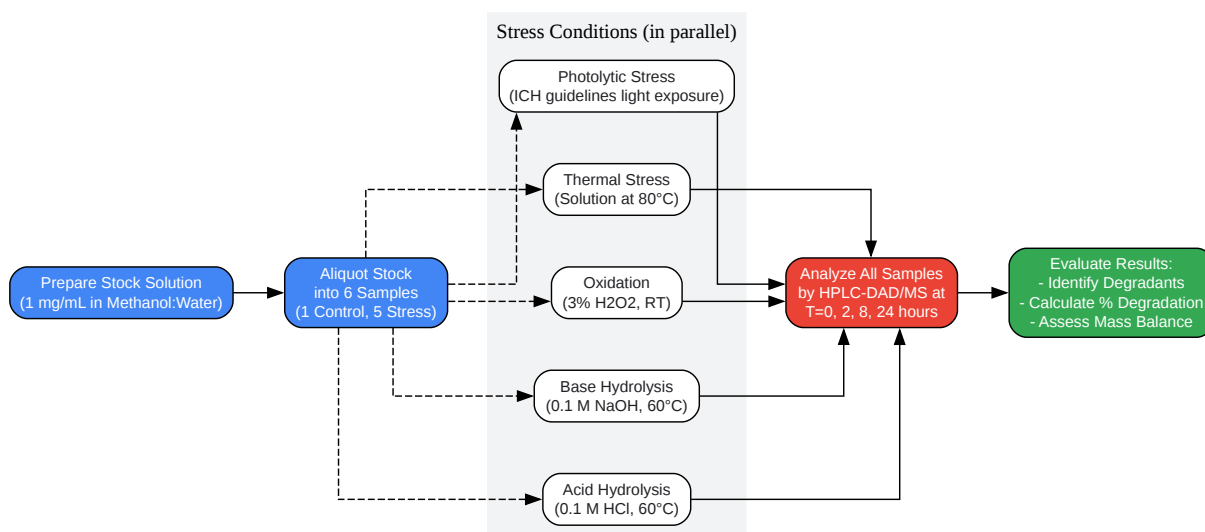 Stress Conditions (in parallel)
Photolytic Stress
(ICH guidelines light exposure)
Thermal Stress
(Solution at 80°C)
Prepare Stock Solution
(1 mg/mL in Methanol:Water)
Aliquot Stock
into 6 Samples
(1 Control, 5 Stress)
Oxidation
(3% H2O2, RT)
Analyze All Samples
by HPLC-DAD/MS at
T=0, 2, 8, 24 hours
Evaluate Results:
- Identify Degradants
- Calculate % Degradation
- Assess Mass Balance
Base Hydrolysis
(0.1 M NaOH, 60°C)
Acid Hydrolysis
(0.1 M HCl, 60°C)